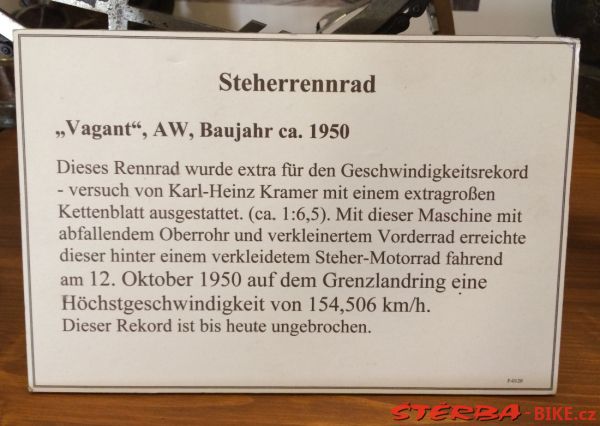 Steherrennrad
„Vagant“, AW, Baujahr ca. 1950
Dieses Rennrad wurde extra für den Geschwindigkeitsrekord
- versuch von Karl-Heinz Kramer mit einem extragroßen
Kettenblatt ausgestattet. (ca. 1:6,5). Mit dieser Maschine mit
abfallendem Oberrohr und verkleinertem Vorderrad erreichte
dieser hinter einem verkleidetem Steher-Motorrad fahrend
am 12. Oktober 1950 auf dem Grenzlandring eine
Höchstgeschwindigkeit von 154,506 km/h.
Dieser Rekord ist bis heute ungebrochen.
ŠTĚRBA-BIKE.cz